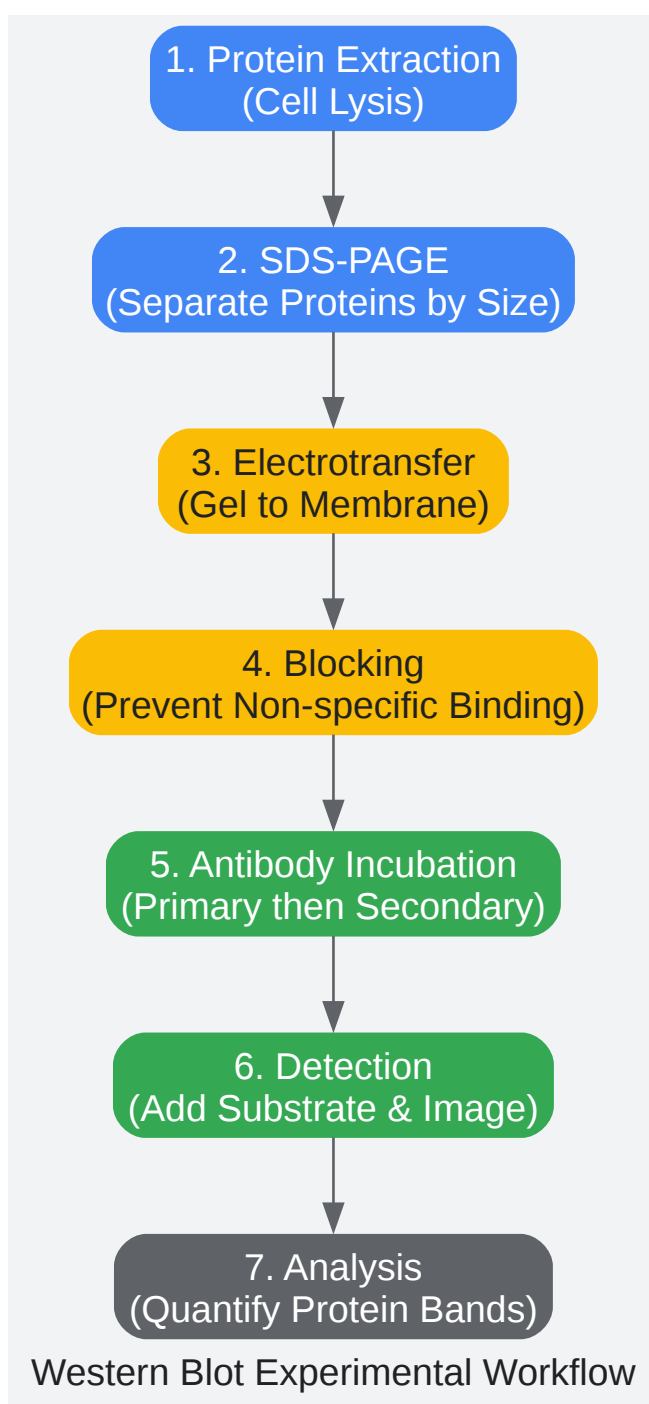 1. Protein Extraction
(Cell Lysis)
2. SDS-PAGE
(Separate Proteins by Size)
3. Electrotransfer
(Gel to Membrane)
4. Blocking
(Prevent Non-specific Binding)
5. Antibody Incubation
(Primary then Secondary)
6. Detection
(Add Substrate & Image)
7. Analysis
(Quantify Protein Bands)
Western Blot Experimental Workflow